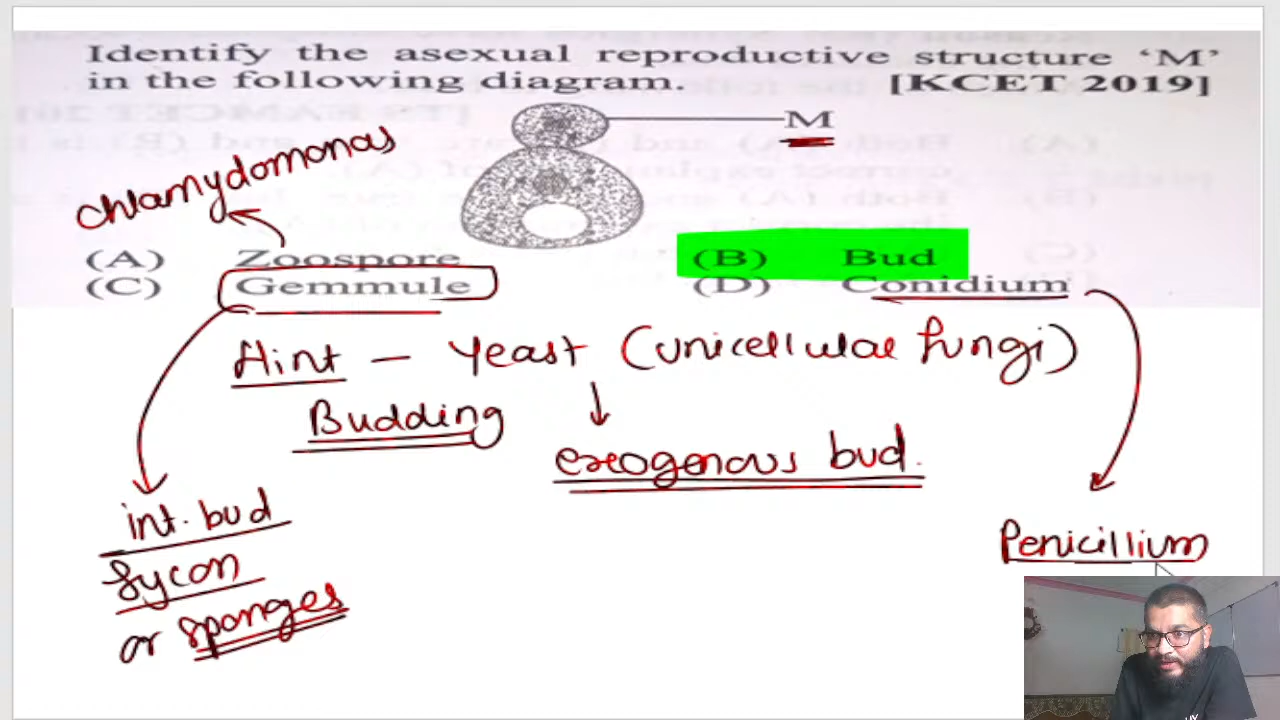 Identify the asexual reproductive structure ‘M’
in the following diagram. [KCET 2019]
M
chlamydomonas
(A) Zoospore (B) Bud
(C) Gemmule (D) Conidium
Hint - Yeast (unicellular fungi)
Budding
exogenous bud.
int. bud
Sycon
or sponges
Penicillium